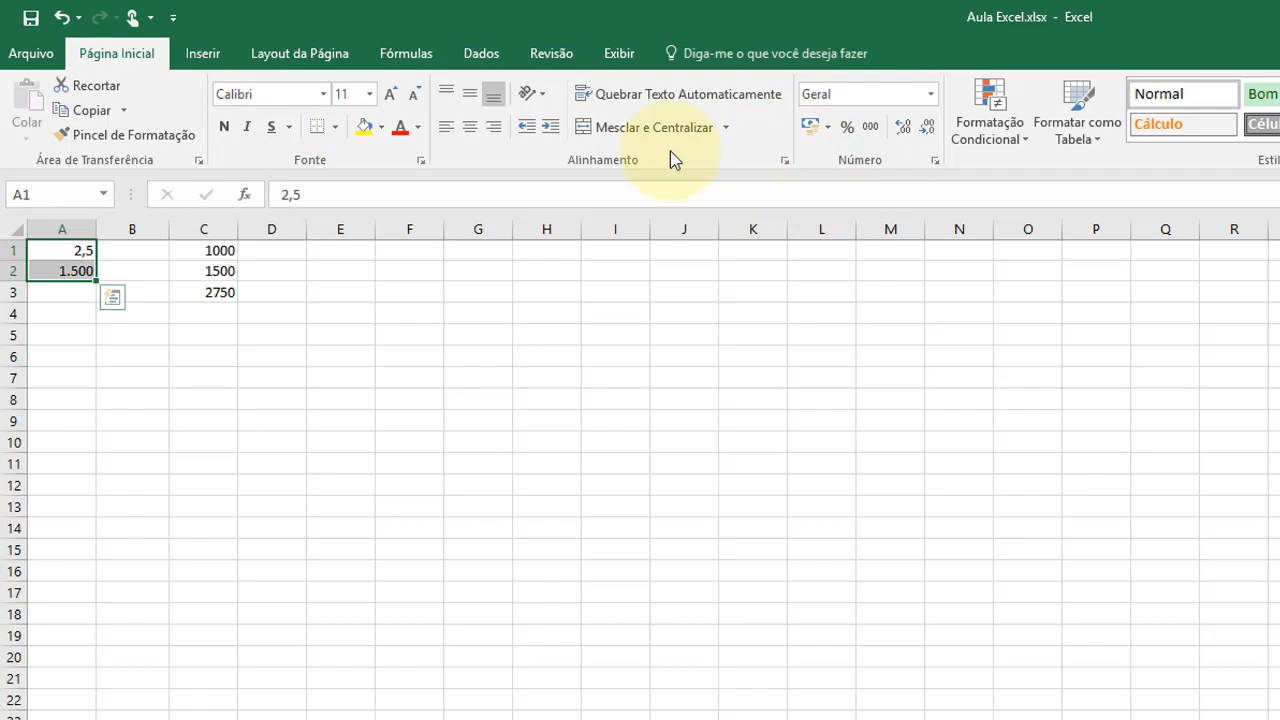 Aula Excel.xlsx - Excel
Arquivo Página Inicial Inserir Layout da Página Fórmulas Dados Revisão Exibir Diga-me o que você deseja fazer
Colar
Recortar
Copiar
Pincel de Formatação
Área de Transferência
Calibri 11
N I S
Fonte
Quebrar Texto Automaticamente
Mesclar e Centralizar
Alinhamento
Geral
% 000
Número
Formatação Condicional
Formatar como Tabela
Normal Bom
Cálculo Célu
Estil
A1 fx 2,5
A B C D E F G H I J K L M N O P Q R
1 2,5 1000
2 1.500 1500
3 2750
4
5
6
7
8
9
10
11
12
13
14
15
16
17
18
19
20
21
22